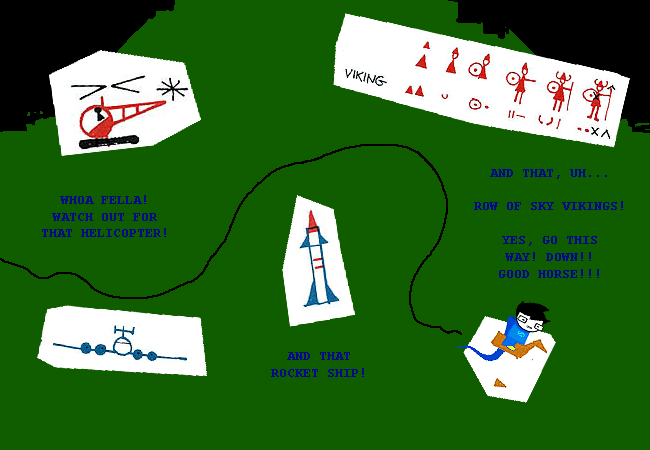 VIKING
AND THAT, UH...
WHOA FELLA!
WATCH OUT FOR
THAT HELICOPTER!
ROW OF SKY VIKINGS!
YES, GO THIS
WAY! DOWN!!
GOOD HORSE!!!
AND THAT
ROCKET SHIP!